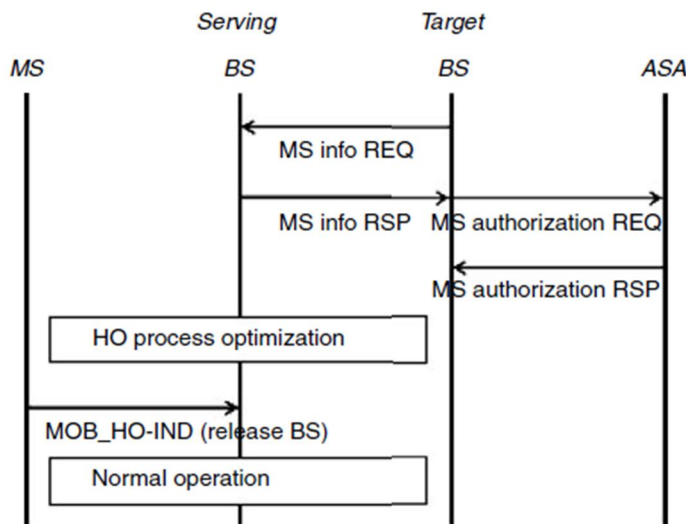 Serving Target
MS BS BS ASA
MS info REQ
MS info RSP MS authorization REQ
MS authorization RSP
HO process optimization
MOB_HO-IND (release BS)
Normal operation